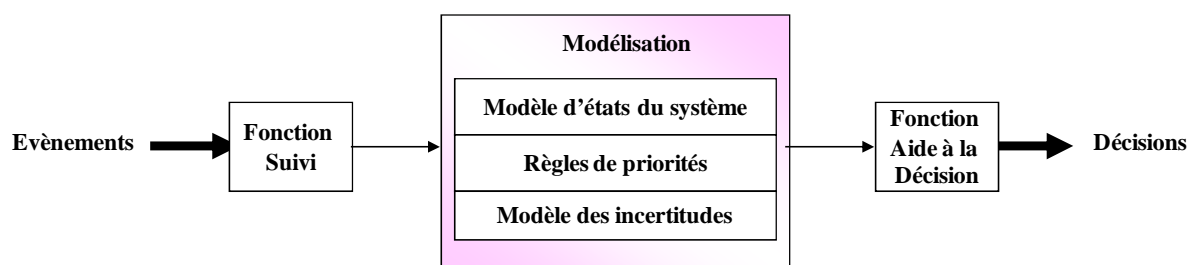 Modélisation
Evènements
Fonction
Suivi
Modèle d'états du système
Règles de priorités
Modèle des incertitudes
Fonction
Aide à la
Décision
Décisions